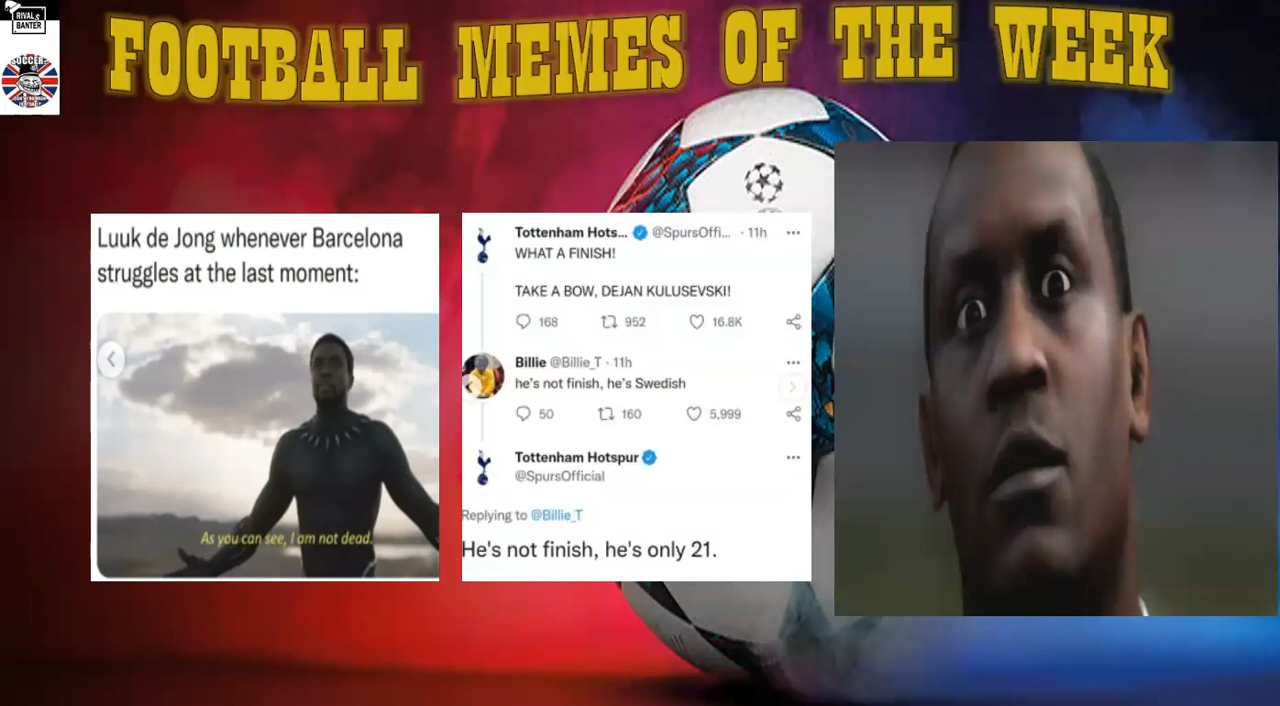 RIVAL
BANTER
SOCCER
FOOTBALL MEMES OF THE WEEK
Luuk de Jong whenever Barcelona
struggles at the last moment:
As you can see, I am not dead.
Tottenham Hots... @SpursOffi... · 11h
WHAT A FINISH!
TAKE A BOW, DEJAN KULUSEVSKI!
168 952 16.8K
Billie @Billie_T · 11h
he's not finish, he's Swedish
50 160 5,999
Tottenham Hotspur
@SpursOfficial
Replying to @Billie_T
He's not finish, he's only 21.